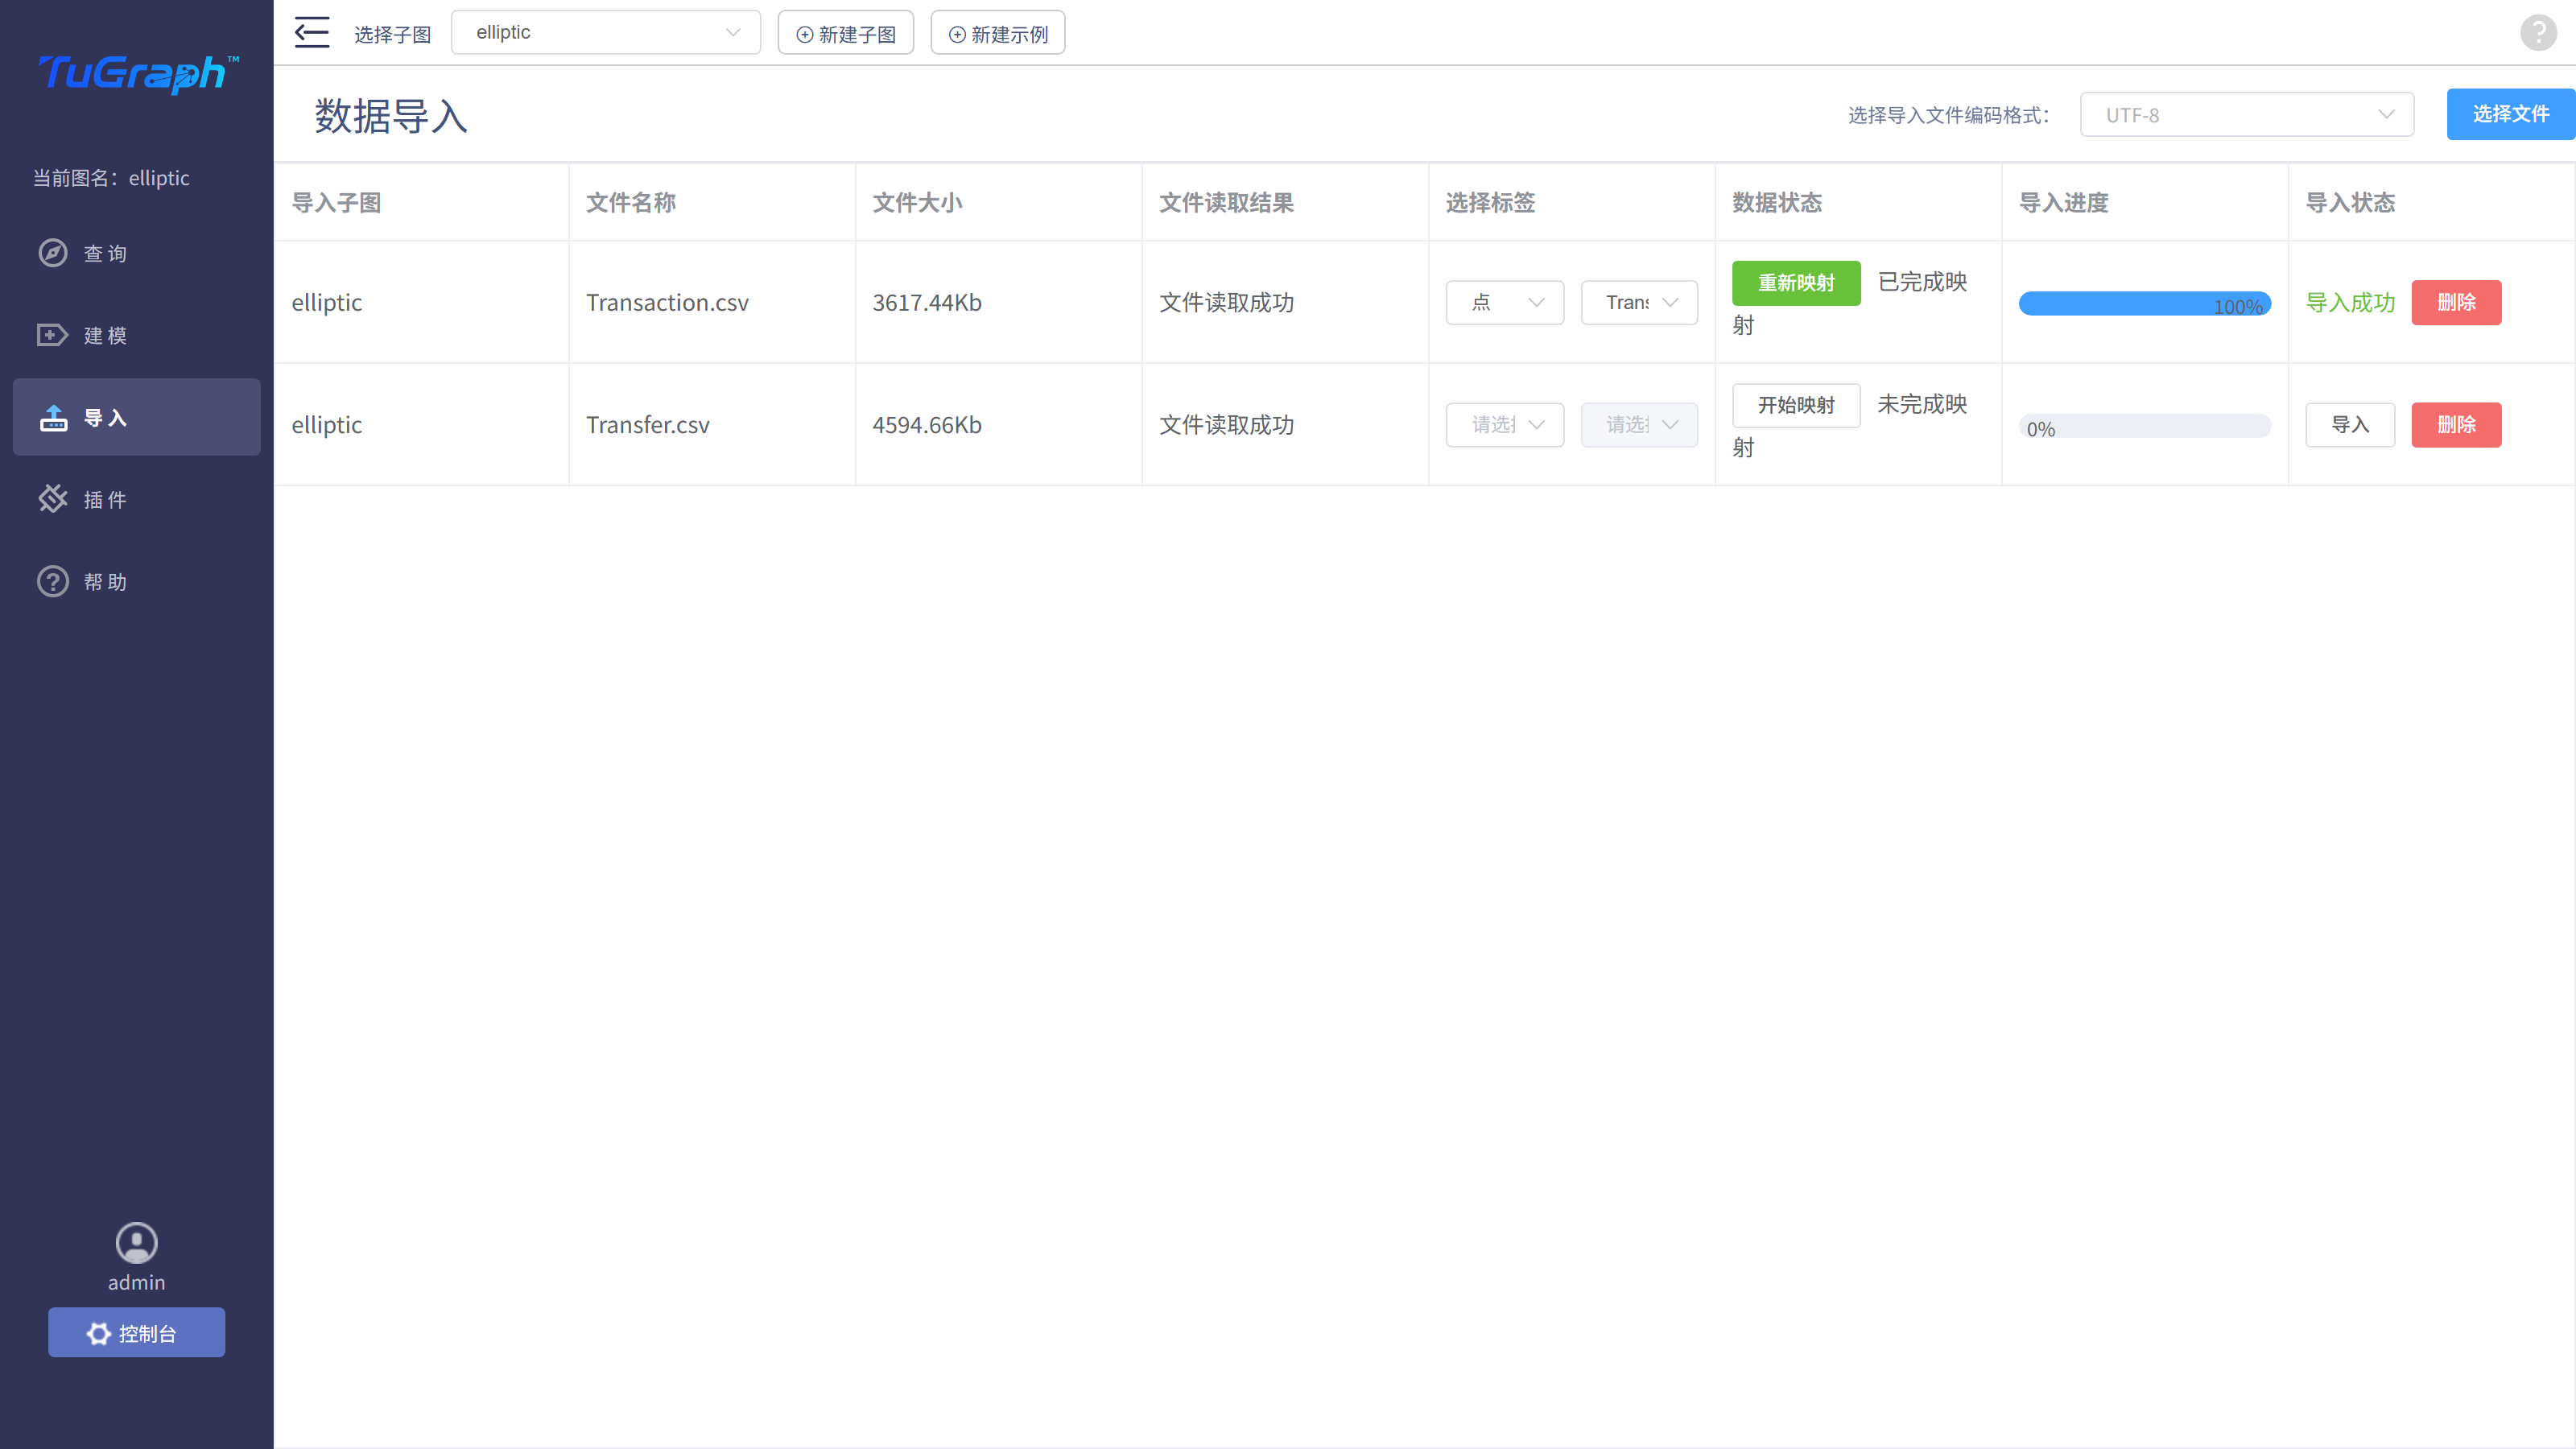 TuGraph™
当前图名：elliptic
查 询
建 模
导 入
插 件
帮 助
admin
控制台
选择子图
elliptic
新建子图
新建示例
数据导入
选择导入文件编码格式：
UTF-8
选择文件
导入子图 文件名称 文件大小 文件读取结果 选择标签 数据状态 导入进度 导入状态
elliptic Transaction.csv 3617.44Kb 文件读取成功 点 Trans 重新映射 已完成映
射
100% 导入成功 删除
elliptic Transfer.csv 4594.66Kb 文件读取成功 请选 请选 开始映射 未完成映
射
0% 导入 删除